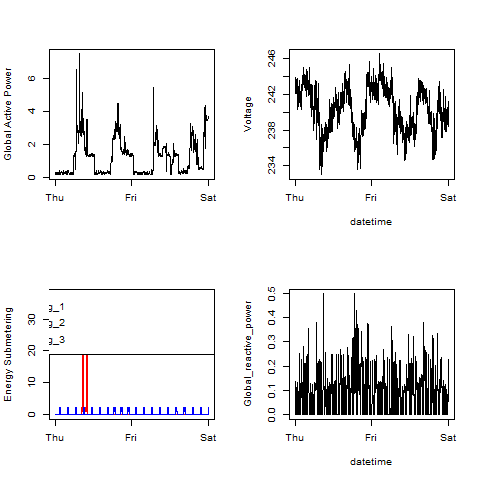 Global Active Power
0 2 4 6
Thu Fri Sat
Voltage
234 238 242 246
Thu Fri Sat
datetime
Energy Submetering
0 10 20 30
g_1
g_2
g_3
Thu Fri Sat
Global_reactive_power
0.0 0.1 0.2 0.3 0.4 0.5
Thu Fri Sat
datetime